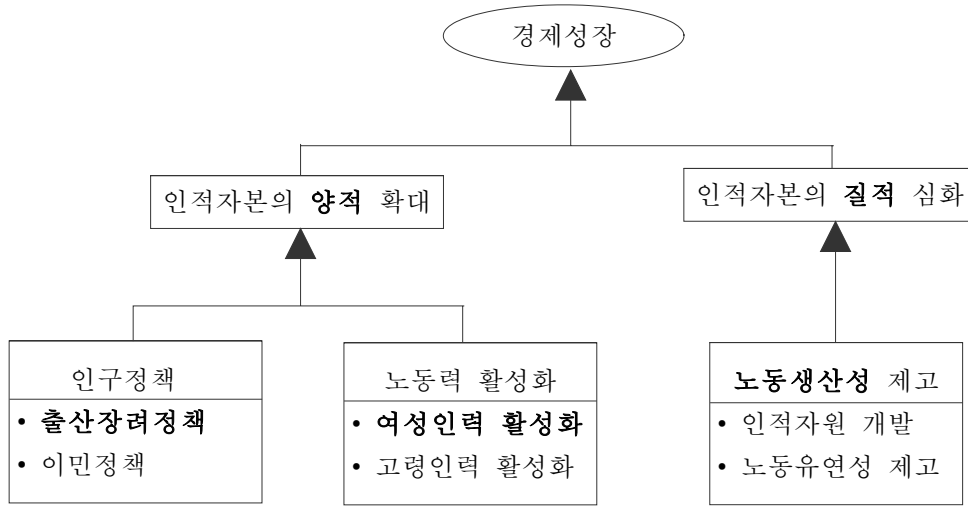 경제성장
인적자본의 양적 확대
인적자본의 질적 심화
인구정책
• 출산장려정책
• 이민정책
노동력 활성화
• 여성인력 활성화
• 고령인력 활성화
노동생산성 제고
• 인적자원 개발
• 노동유연성 제고